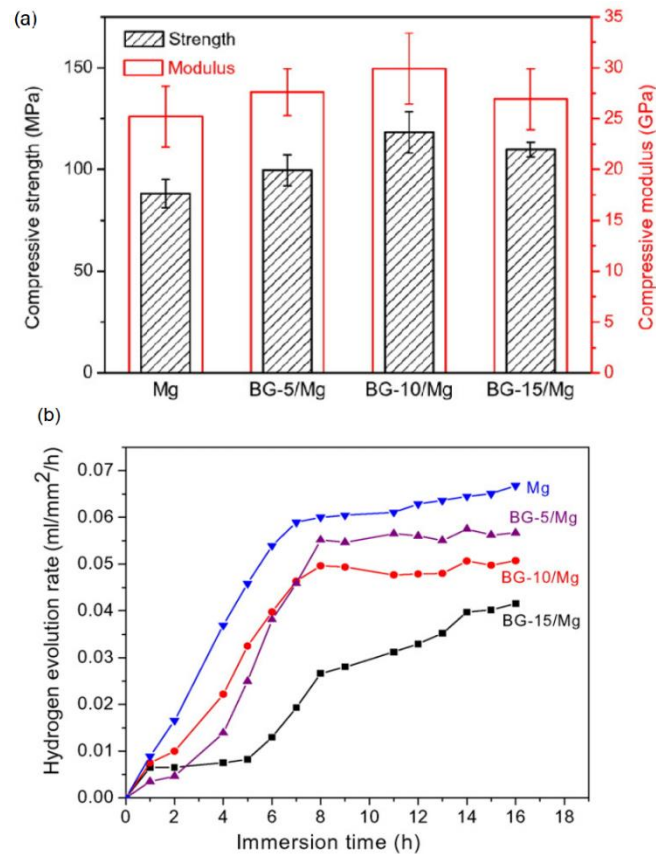 (a)
Strength
Modulus
Compressive strength (MPa)
150
100
50
0
Compressive modulus (GPa)
35
30
25
20
15
10
5
0
Mg BG-5/Mg BG-10/Mg BG-15/Mg
(b)
Hydrogen evolution rate (ml/mm²/h)
0.07
0.06
0.05
0.04
0.03
0.02
0.01
0.00
Mg
BG-5/Mg
BG-10/Mg
BG-15/Mg
0 2 4 6 8 10 12 14 16 18
Immersion time (h)